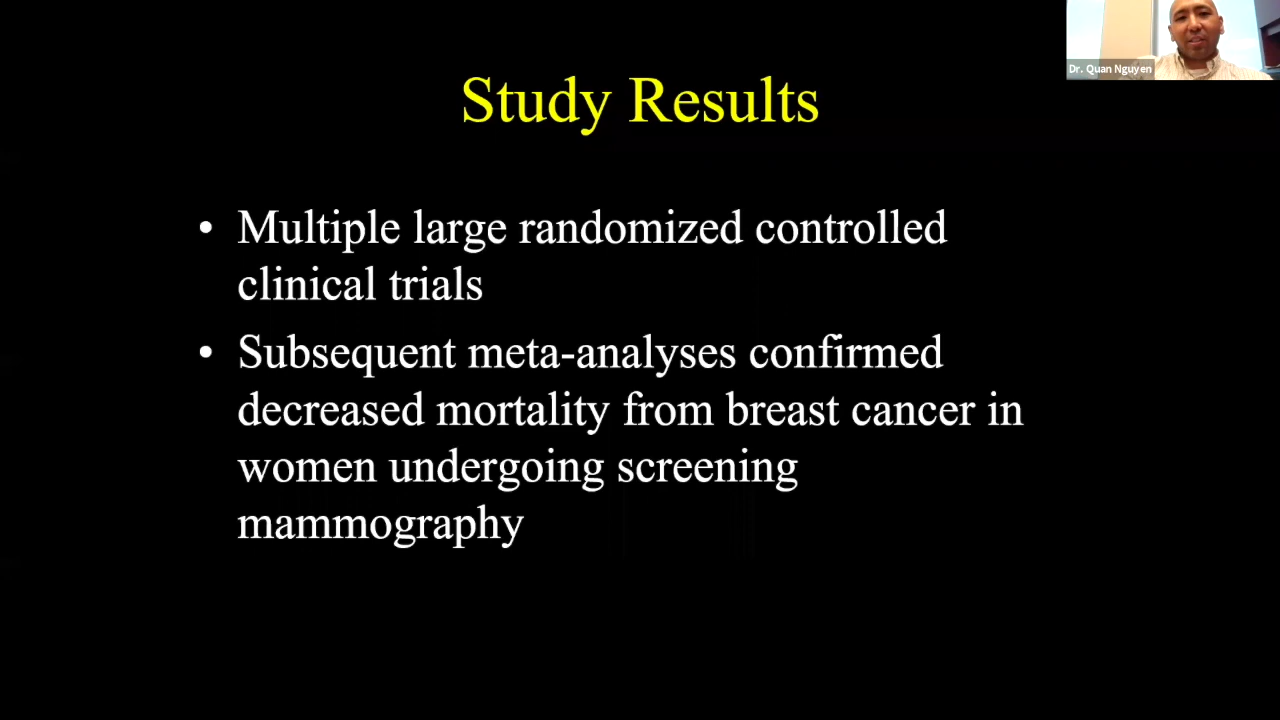 Dr. Quan Nguyen
Study Results
• Multiple large randomized controlled
clinical trials
• Subsequent meta-analyses confirmed
decreased mortality from breast cancer in
women undergoing screening
mammography